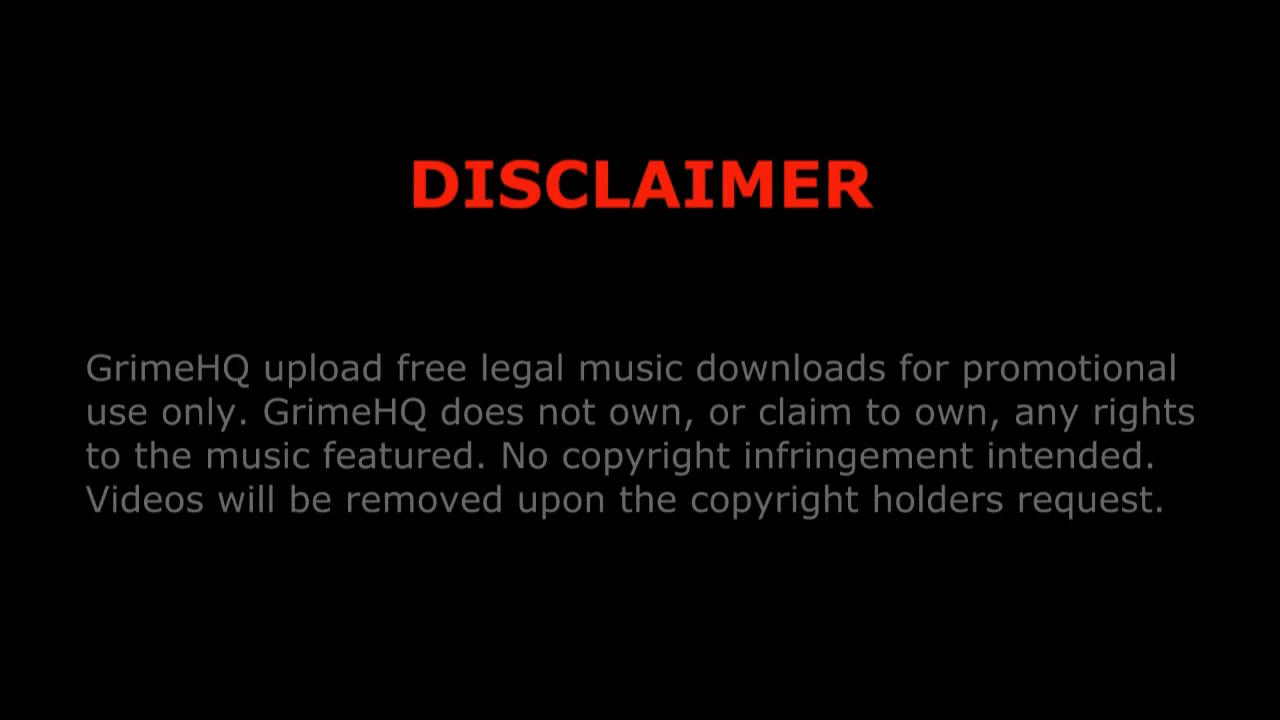 DISCLAIMER
GrimeHQ upload free legal music downloads for promotional
use only. GrimeHQ does not own, or claim to own, any rights
to the music featured. No copyright infringement intended.
Videos will be removed upon the copyright holders request.